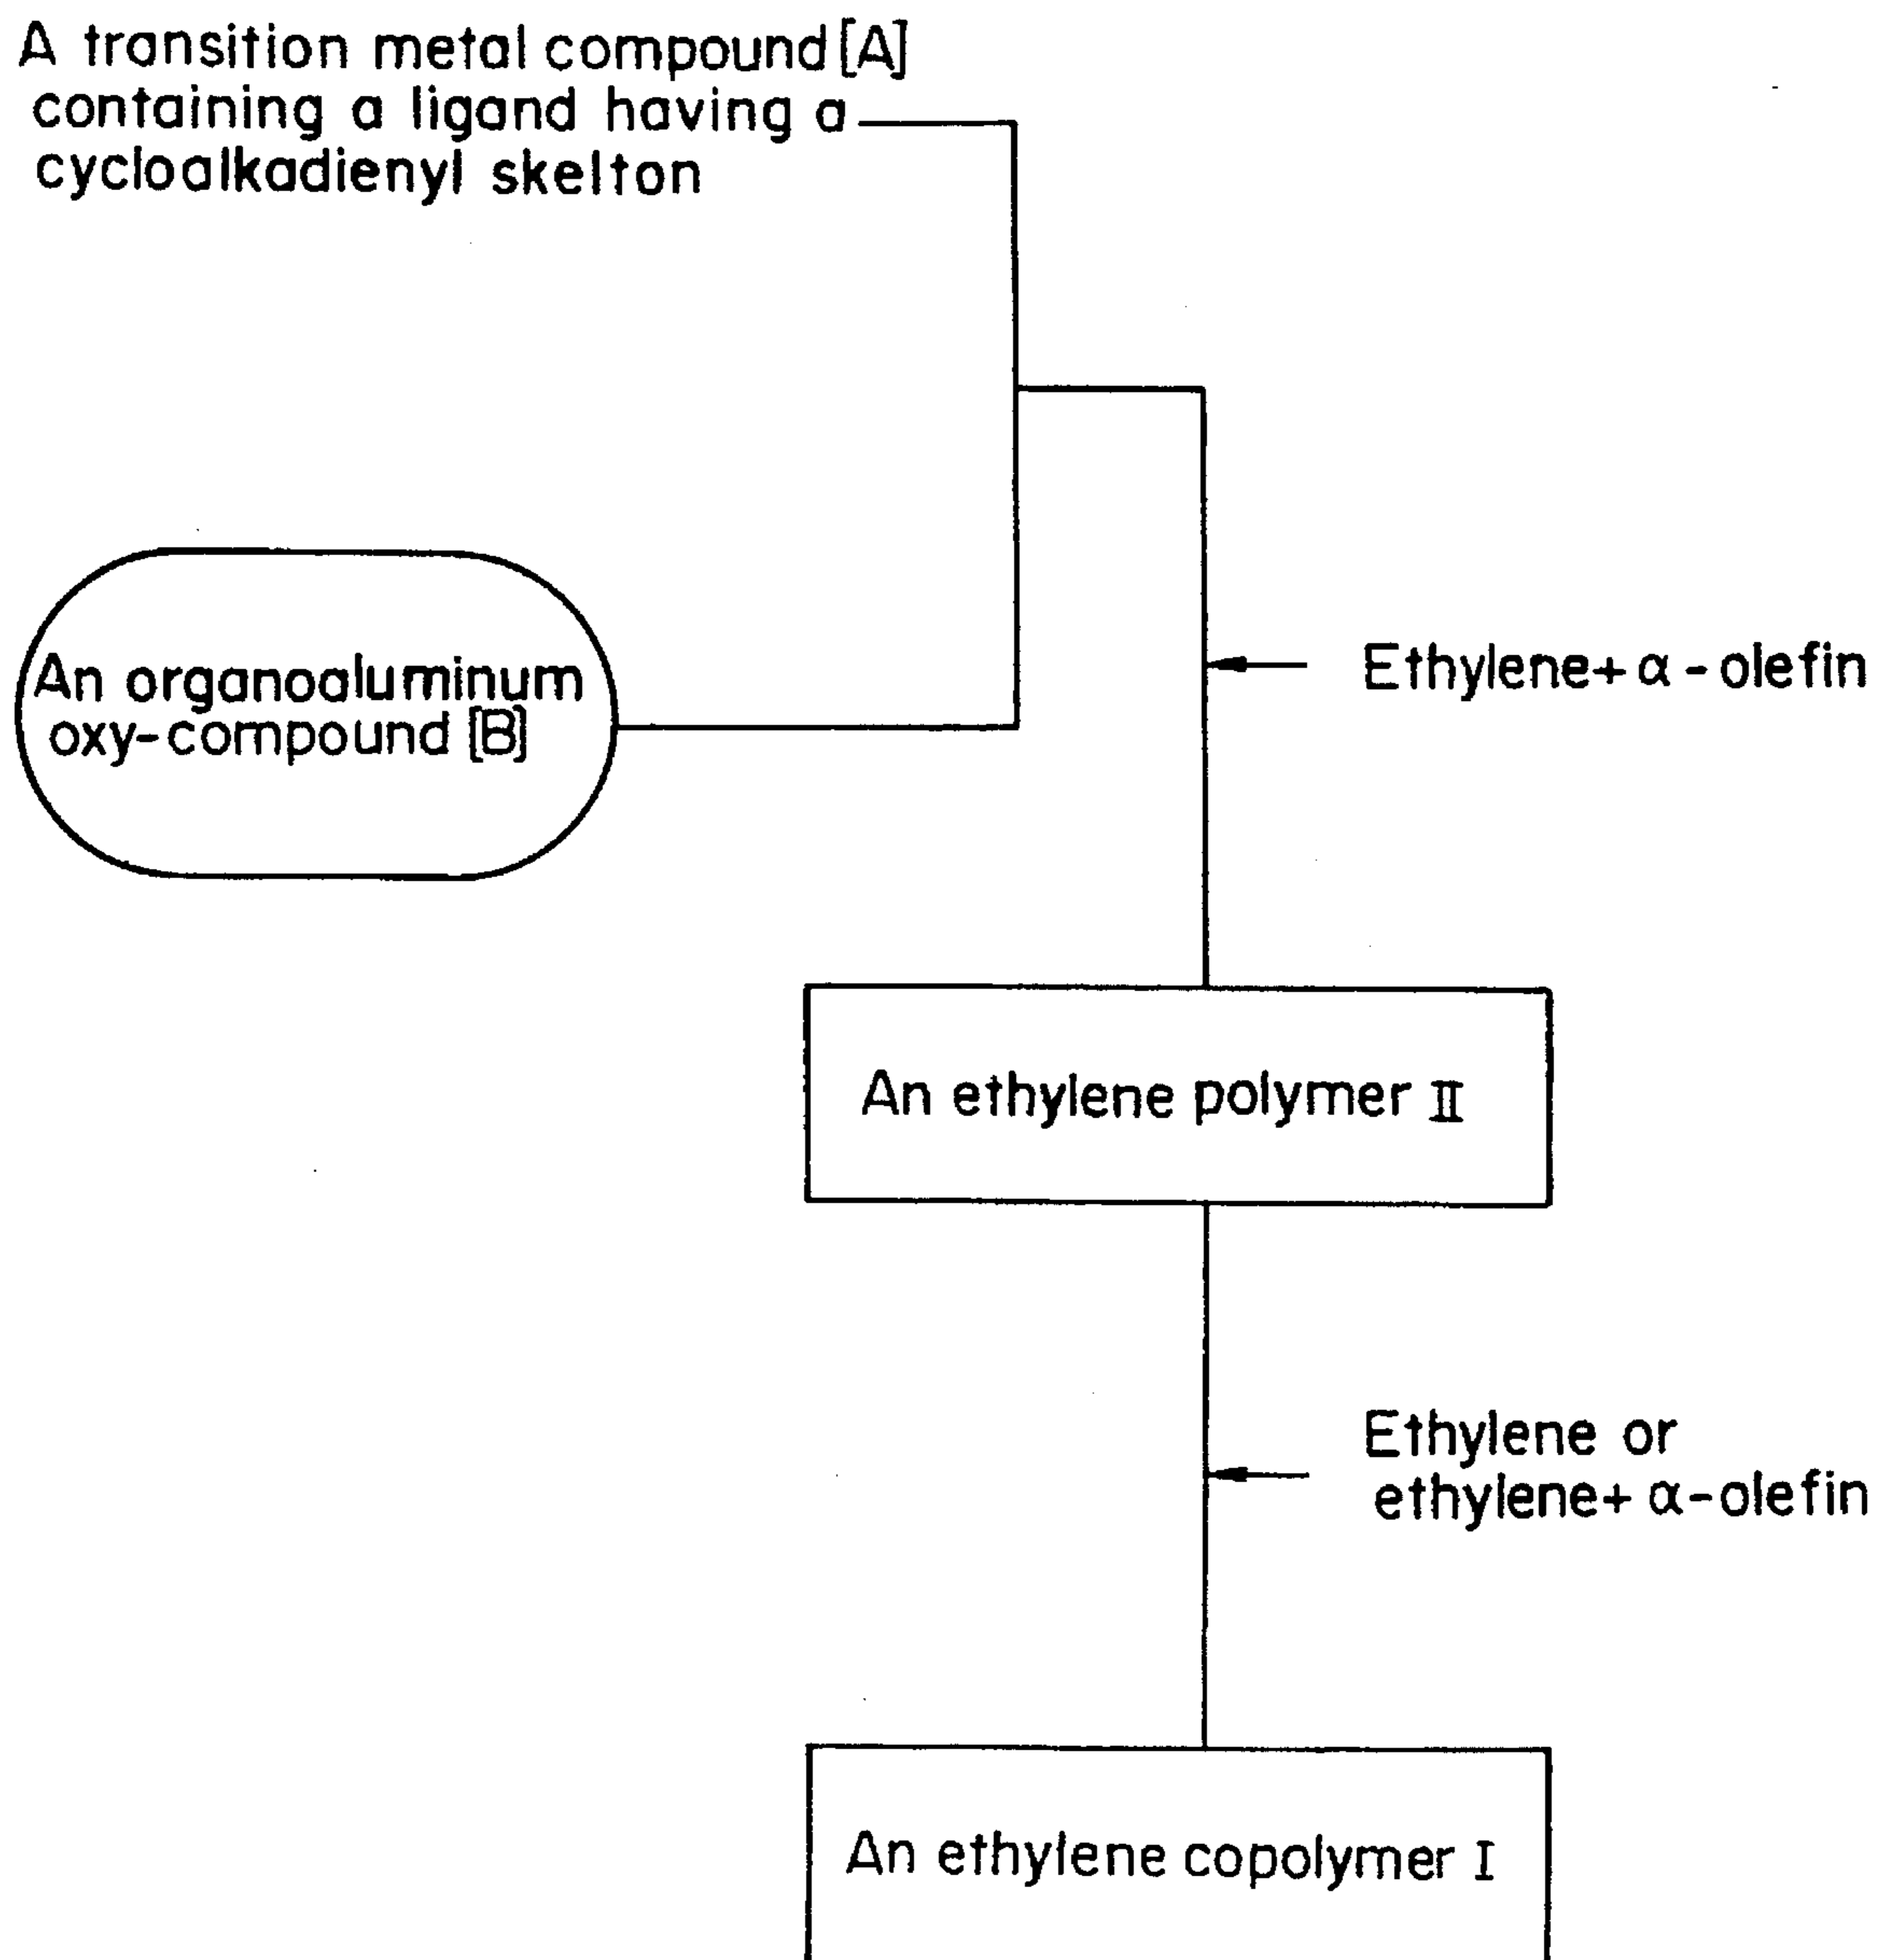 A transition metal compound [A]
containing a ligand having a
cycloalkadienyl skelton
An organoaluminum
oxy-compound [B]
Ethylene+ α-olefin
An ethylene polymer II
Ethylene or
ethylene+ α-olefin
An ethylene copolymer I